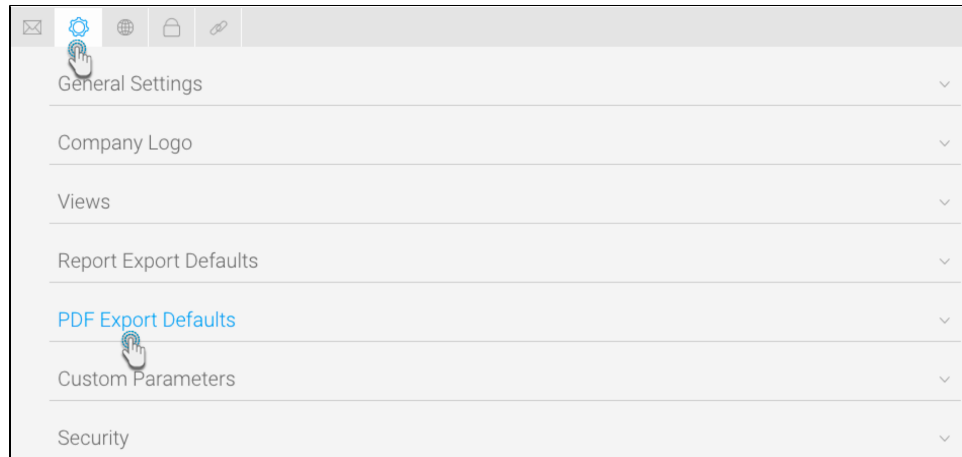 General Settings
Company Logo
Views
Report Export Defaults
PDF Export Defaults
Custom Parameters
Security